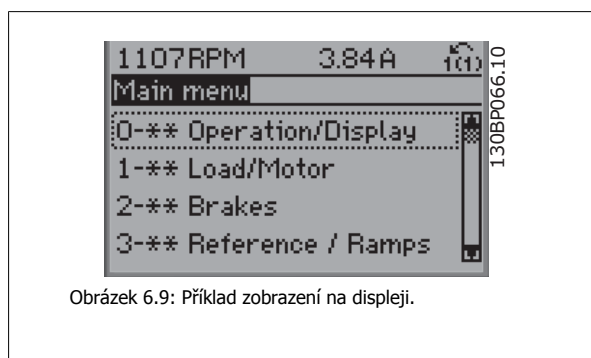 1107RPM 3.84A 1(1)
Main menu
0-** Operation/Display
1-** Load/Motor
2-** Brakes
3-** Reference / Ramps
130BP066.10
Obrázek 6.9: Příklad zobrazení na displeji.